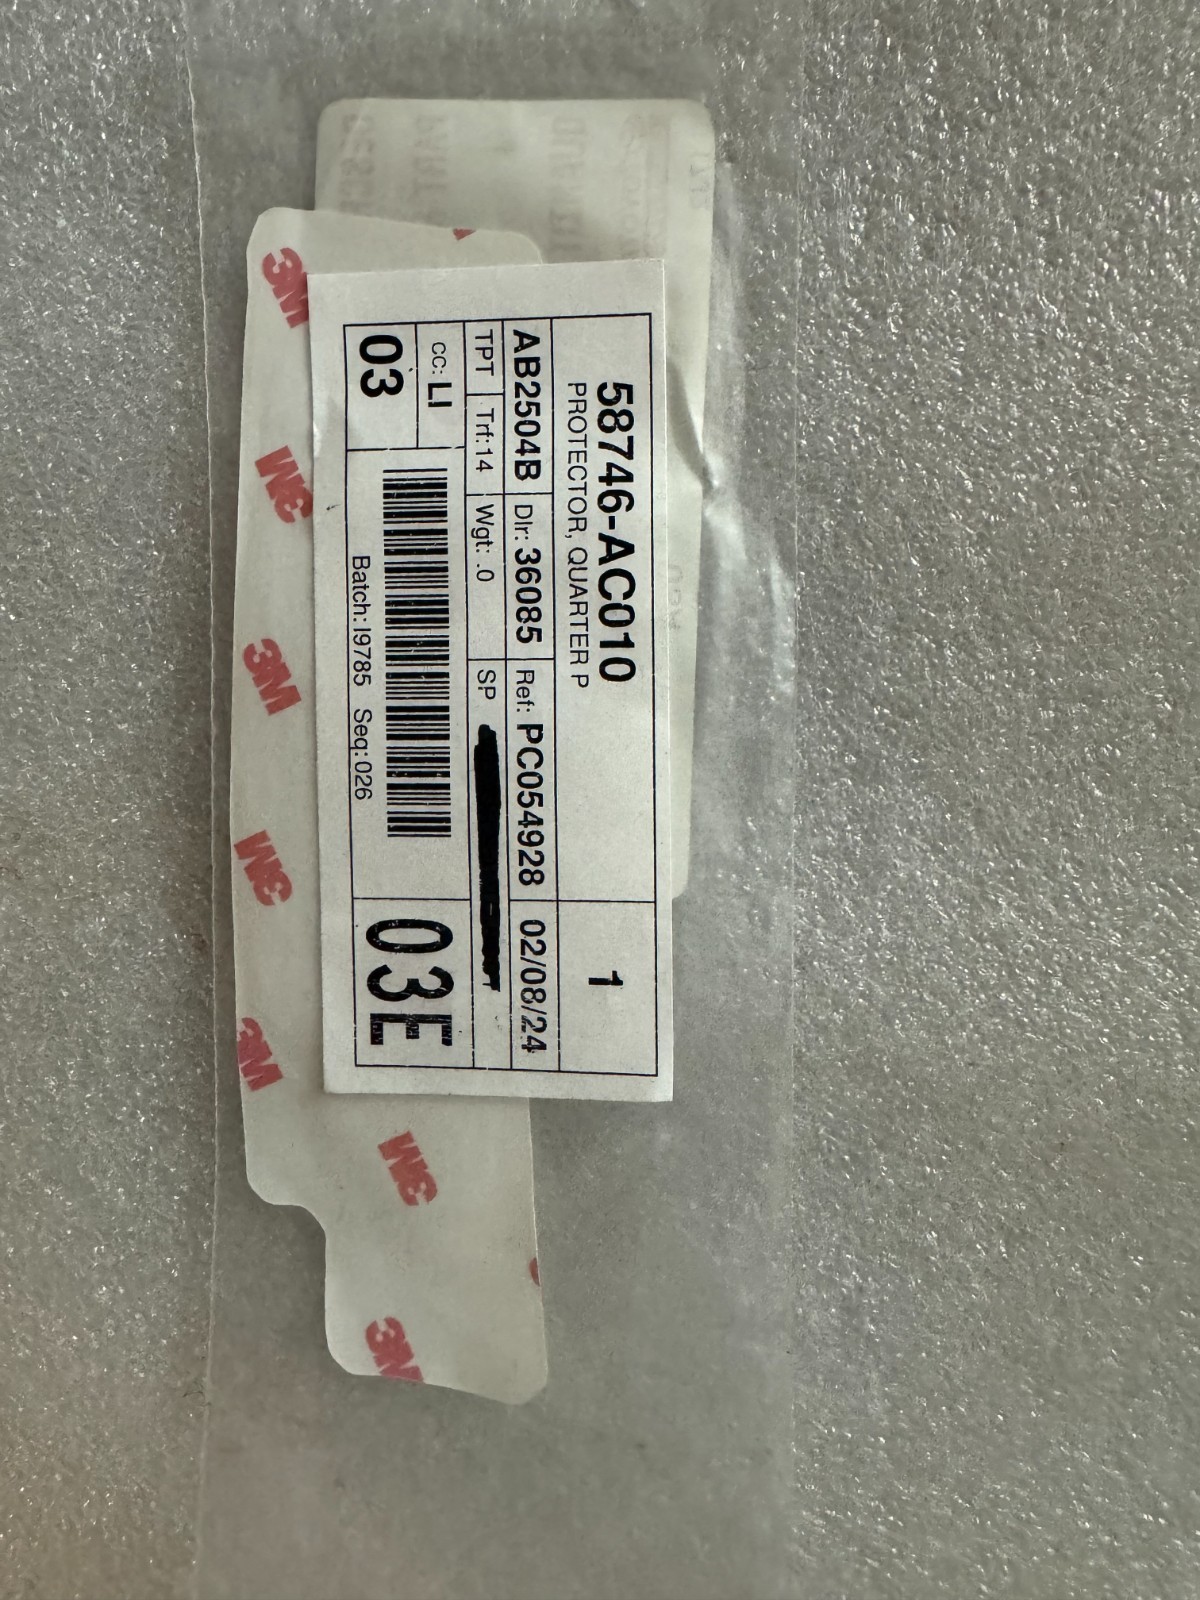 58746-AC010
PROTECTOR, QUARTER P
1
AB2504B Dlr: 36085 Ref: PC054928 02/08/24
TPT Trf:14 Wgt: .0 SP
CC: LI
03
Batch: I9785 Seq:026
03E
3M
3M
3M
3M
3M
3M
3M